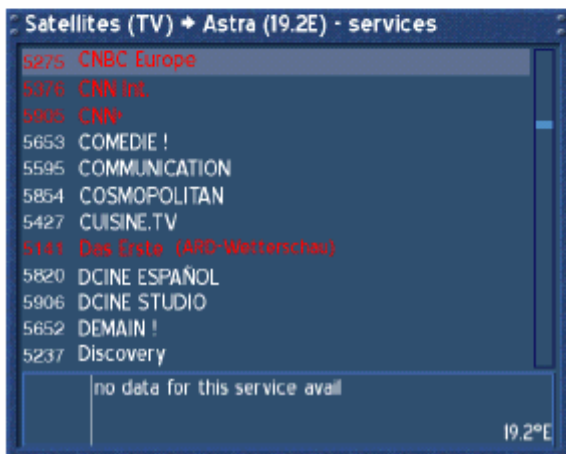 Satellites (TV) → Astra (19.2E) - services
5275 CNBC Europe
5376 CNN Int.
5905 CNN+
5653 COMEDIE !
5595 COMMUNICATION
5854 COSMOPOLITAN
5427 CUISINE.TV
5141 Das Erste (ARD-Wetterschau)
5820 DCINE ESPAÑOL
5906 DCINE STUDIO
5652 DEMAIN !
5237 Discovery
no data for this service avail
19.2°E